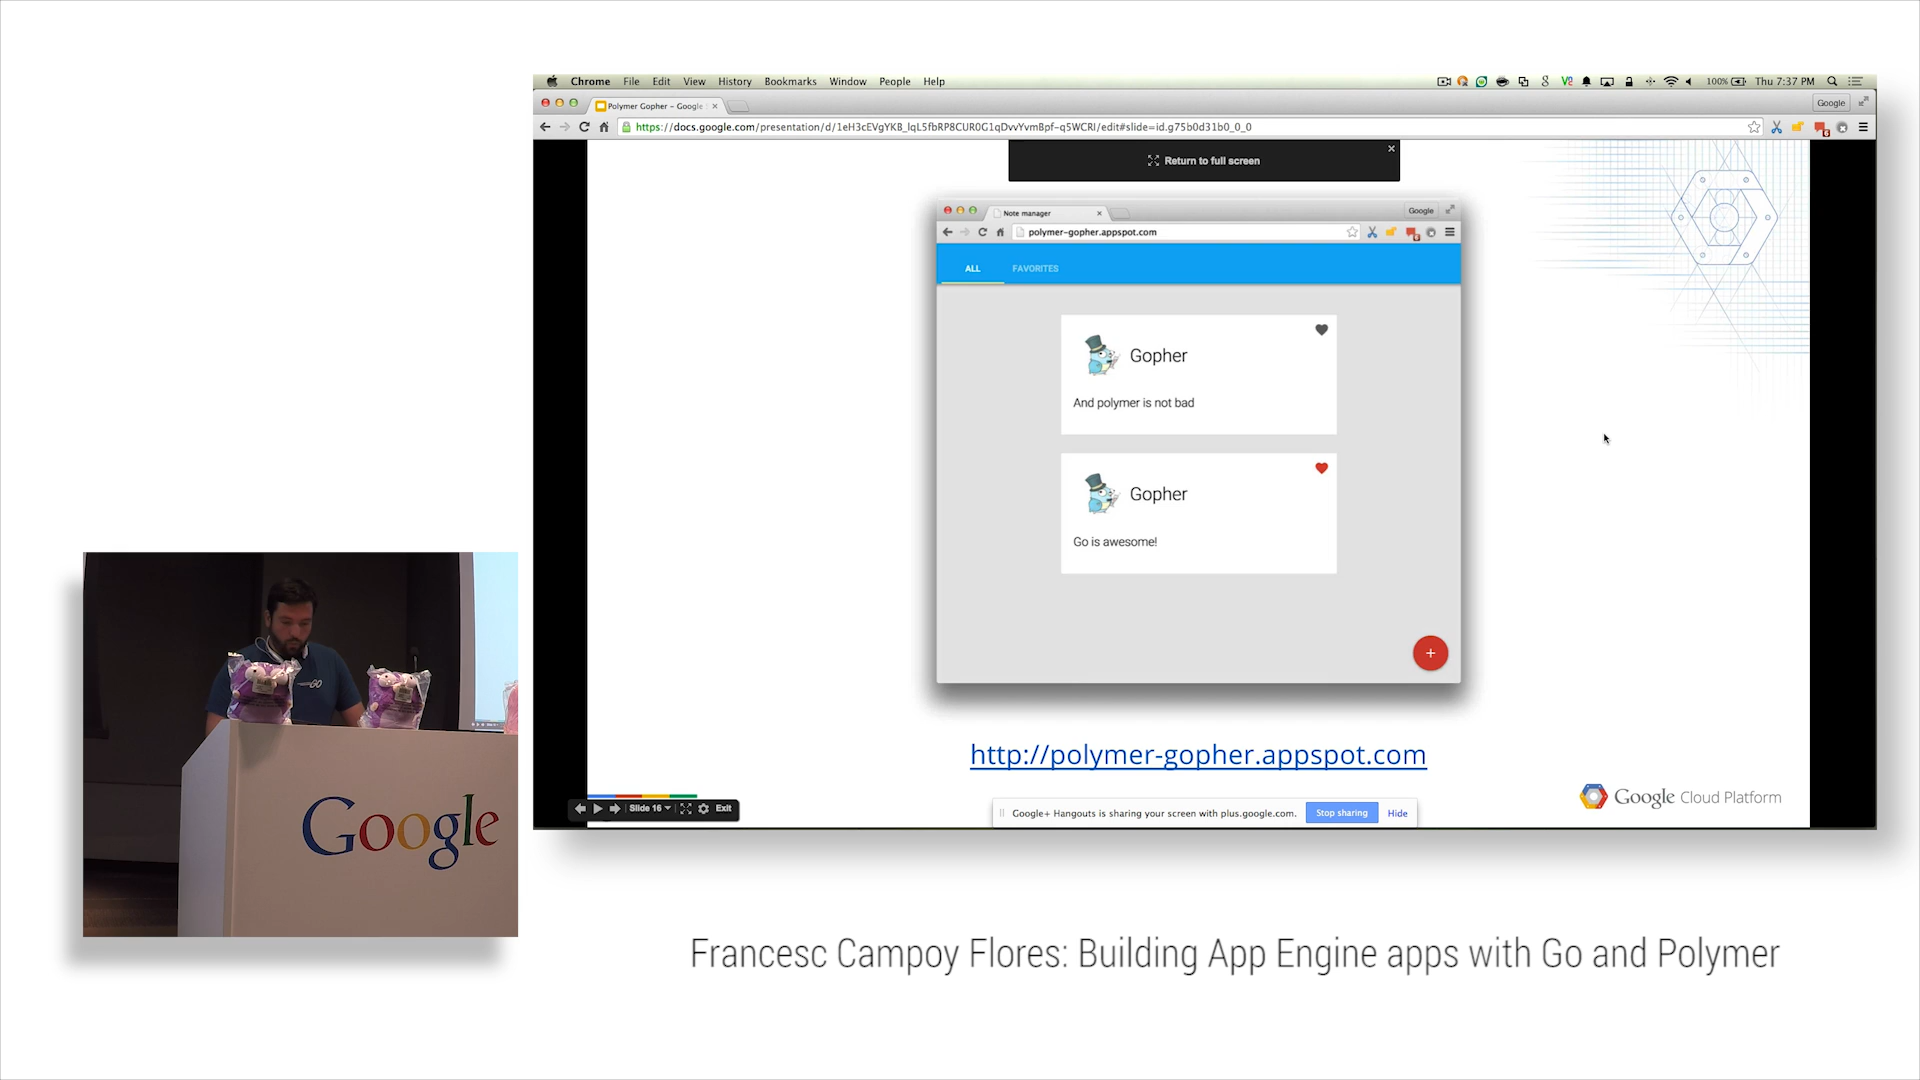 Chrome File Edit View History Bookmarks Window People Help
100% Thu 7:37 PM
Polymer Gopher – Google
Google
https://docs.google.com/presentation/d/1eH3cEVgYKB_lqL5fbRP8CUR0G1qDvvYvmBpf-q5WCRI/edit#slide=id.g75b0d31b0_0_0
Return to full screen
Note manager
Google
polymer-gopher.appspot.com
ALL FAVORITES
Gopher
And polymer is not bad
Gopher
Go is awesome!
+
http://polymer-gopher.appspot.com
Google Cloud Platform
Slide 16 Exit
Google+ Hangouts is sharing your screen with plus.google.com. Stop sharing Hide
GO
Google
Francesc Campoy Flores: Building App Engine apps with Go and Polymer